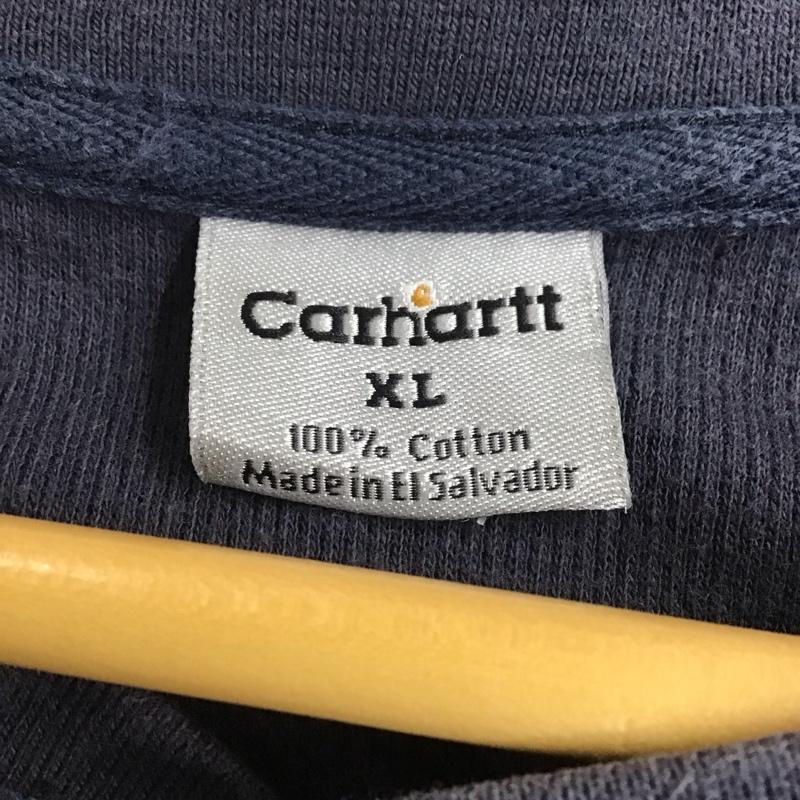 Carhartt
XL
100% Cotton
Made in El Salvador